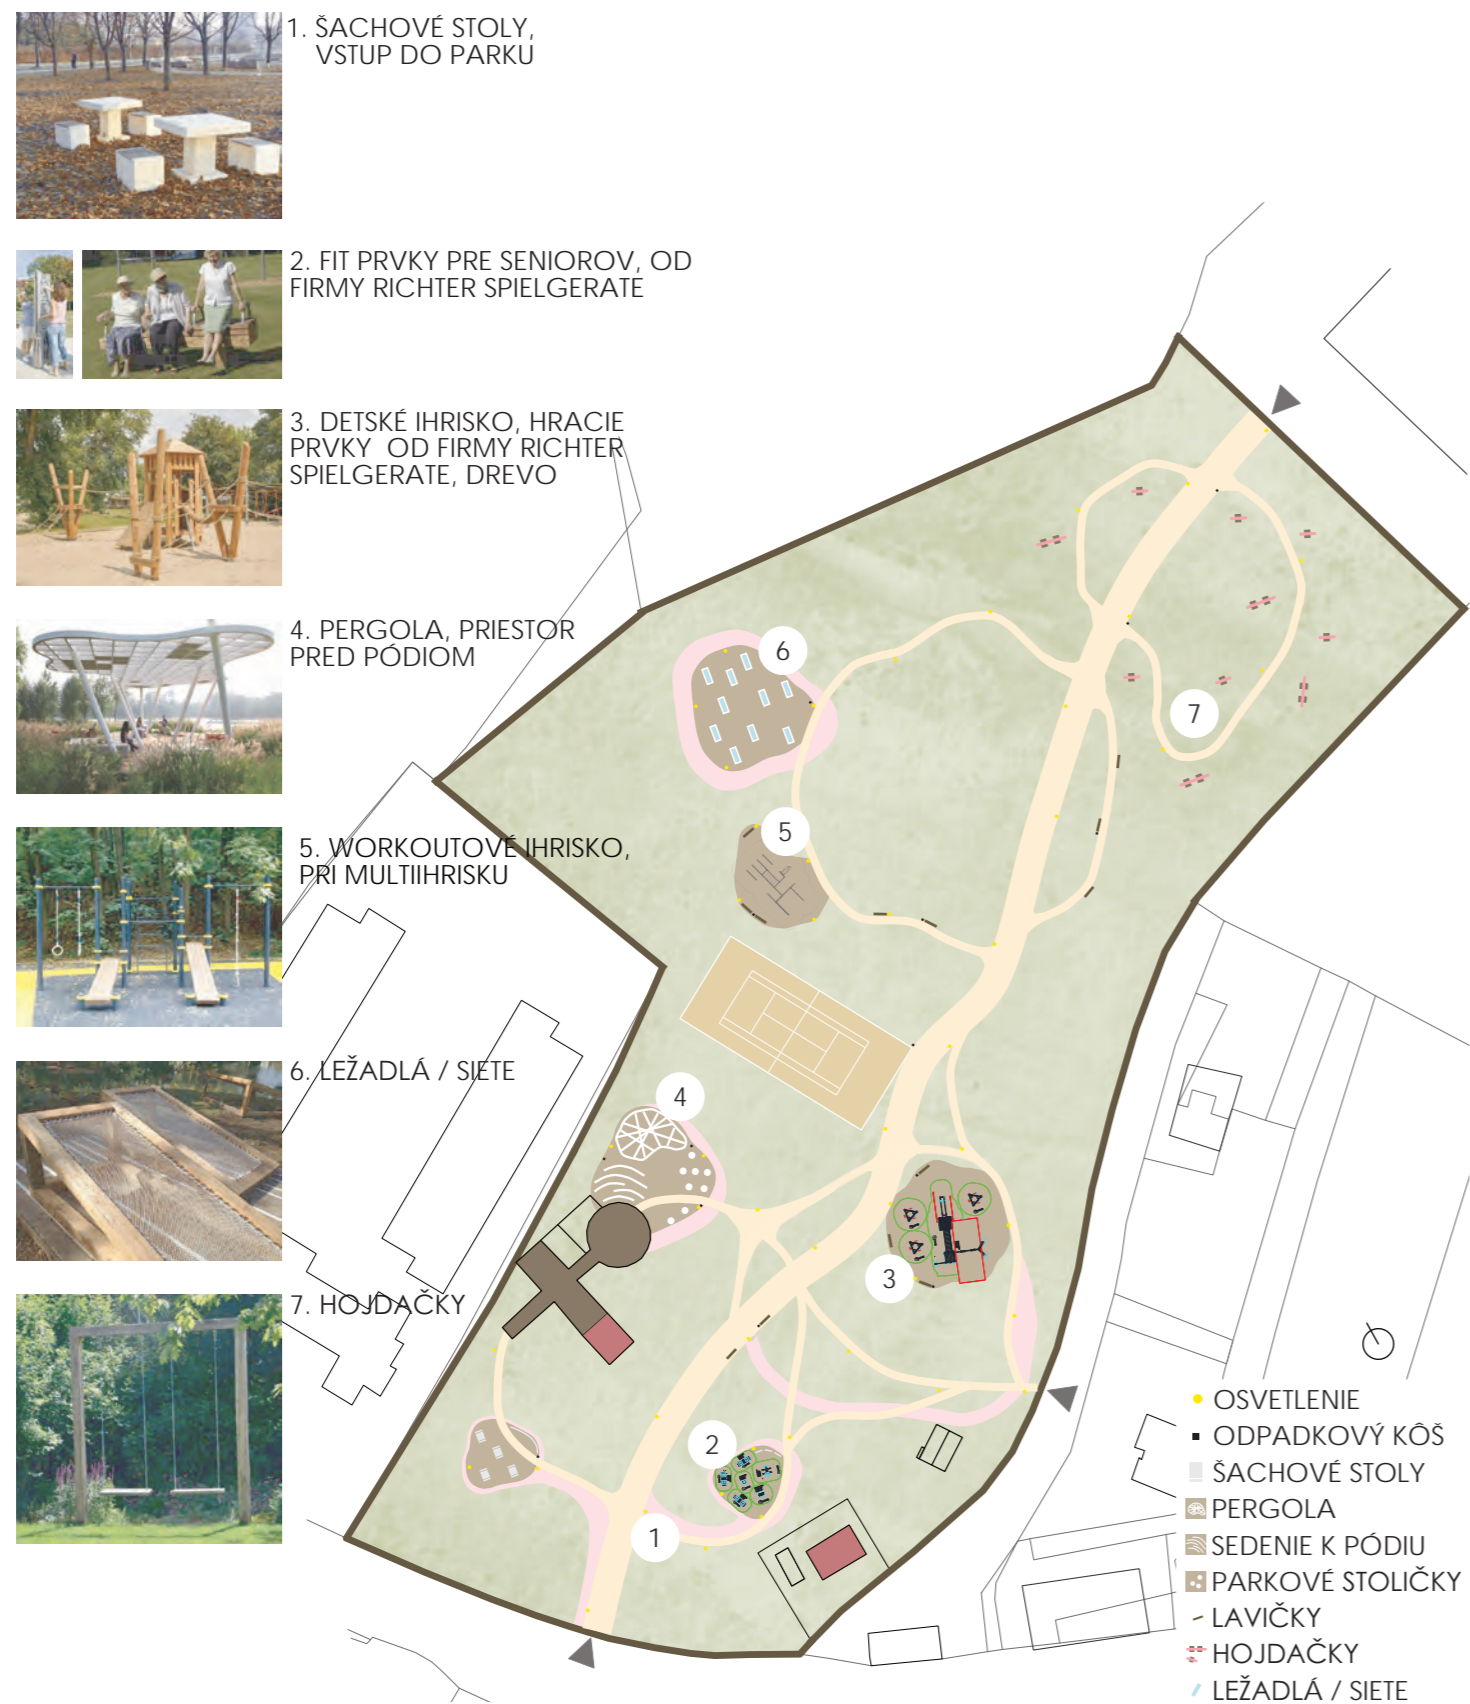 1. ŠACHOVÉ STOLY,
VSTUP DO PARKU
2. FIT PRVKY PRE SENIOROV, OD
FIRMY RICHTER SPIELGERATE
3. DETSKÉ IHRISKO, HRACIE
PRVKY OD FIRMY RICHTER
SPIELGERATE, DREVO
4. PERGOLA, PRIESTOR
PRED PÓDIOM
5. WORKOUTOVÉ IHRISKO,
PRI MULTIIHRISKU
6. LEŽADLÁ / SIETE
7. HOJDAČKY
6
7
5
4
3
2
1
OSVETLENIE
ODPADKOVÝ KÔŠ
ŠACHOVÉ STOLY
PERGOLA
SEDENIE K PÓDIU
PARKOVÉ STOLIČKY
LAVIČKY
HOJDAČKY
LEŽADLÁ / SIETE